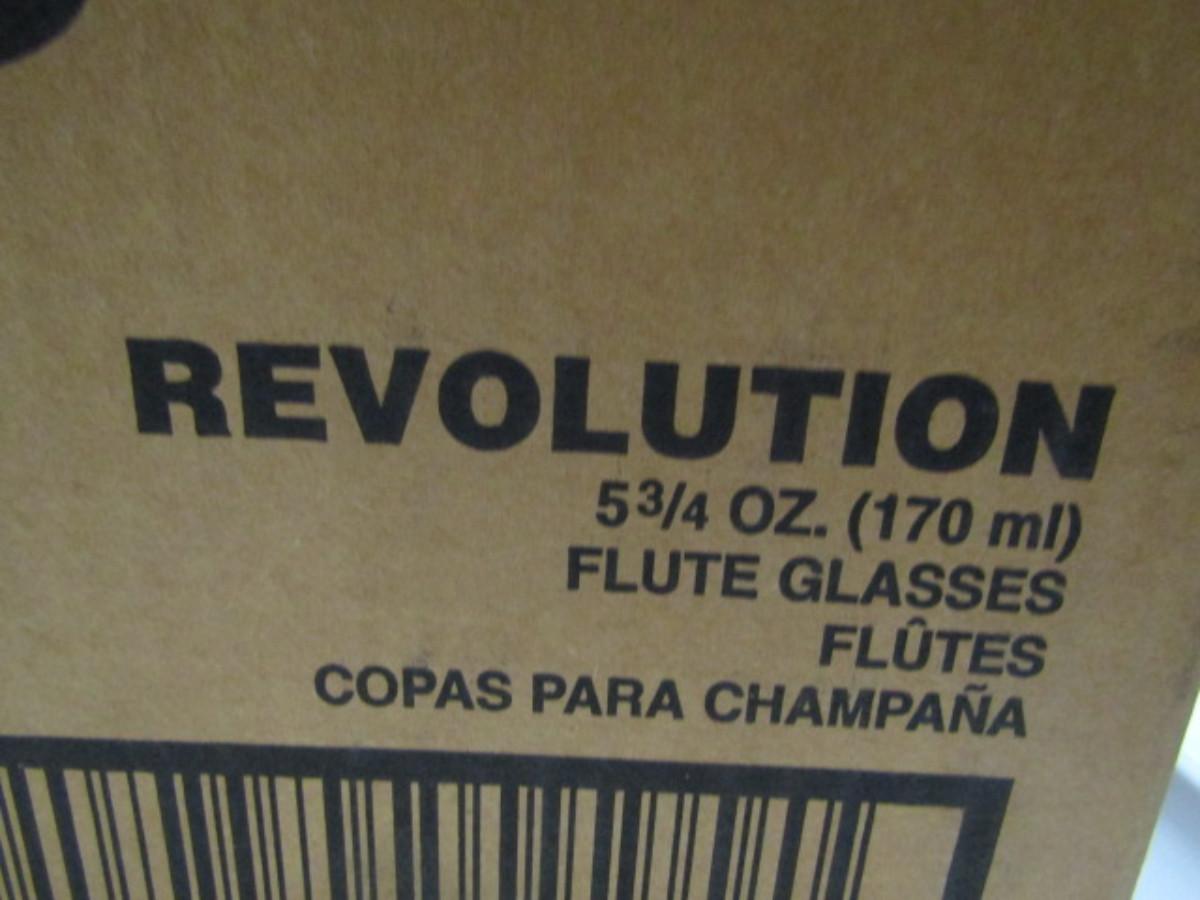 REVOLUTION
5 3/4 OZ. (170 ml)
FLUTE GLASSES
FLÛTES
COPAS PARA CHAMPAÑA